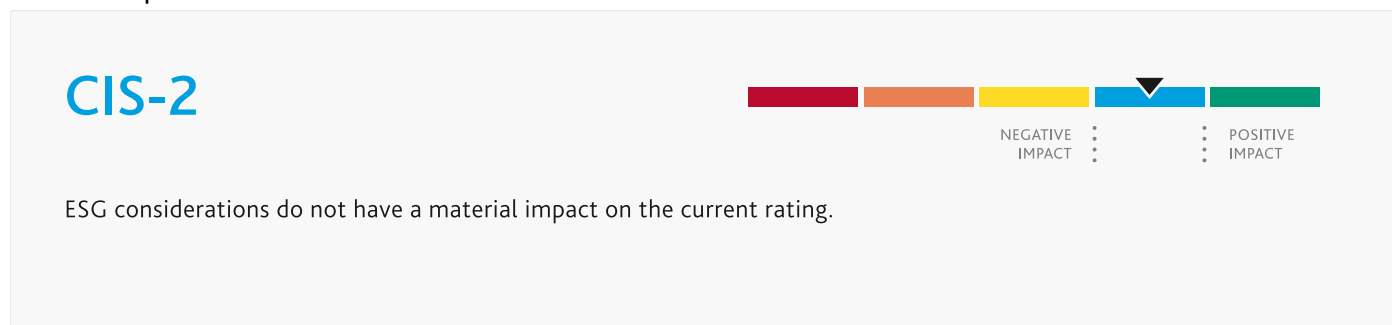 CIS-2
NEGATIVE
IMPACT
POSITIVE
IMPACT
ESG considerations do not have a material impact on the current rating.